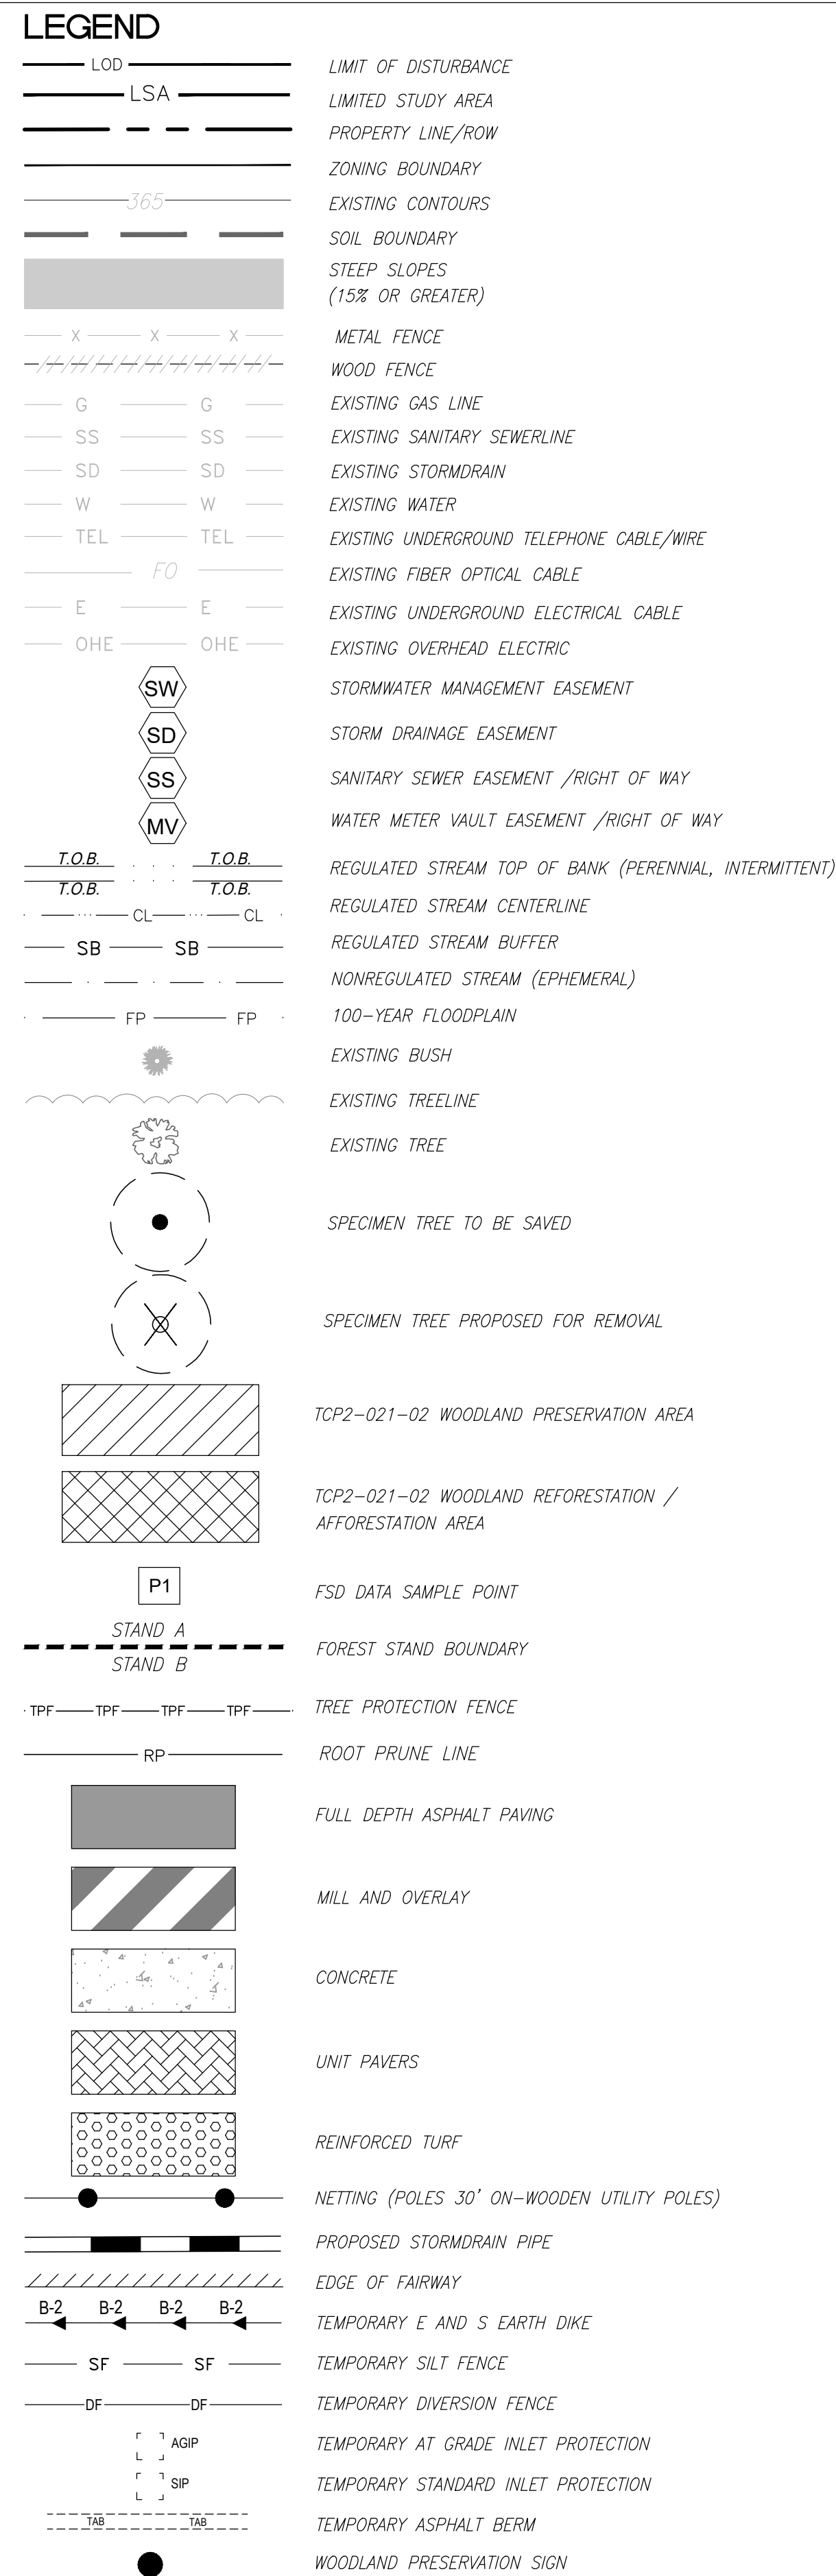 LEGEND
LOD LIMIT OF DISTURBANCE
LSA LIMITED STUDY AREA
PROPERTY LINE/ROW
ZONING BOUNDARY
365 EXISTING CONTOURS
SOIL BOUNDARY
STEEP SLOPES
(15% OR GREATER)
X X X METAL FENCE
WOOD FENCE
G G EXISTING GAS LINE
SS SS EXISTING SANITARY SEWERLINE
SD SD EXISTING STORMDRAIN
W W EXISTING WATER
TEL TEL EXISTING UNDERGROUND TELEPHONE CABLE/WIRE
FO EXISTING FIBER OPTICAL CABLE
E E EXISTING UNDERGROUND ELECTRICAL CABLE
OHE OHE EXISTING OVERHEAD ELECTRIC
SW STORMWATER MANAGEMENT EASEMENT
SD STORM DRAINAGE EASEMENT
SS SANITARY SEWER EASEMENT /RIGHT OF WAY
MV WATER METER VAULT EASEMENT /RIGHT OF WAY
T.O.B. T.O.B.
REGULATED STREAM TOP OF BANK (PERENNIAL, INTERMITTENT)
T.O.B. T.O.B.
CL CL REGULATED STREAM CENTERLINE
SB SB REGULATED STREAM BUFFER
NONREGULATED STREAM (EPHEMERAL)
FP FP 100-YEAR FLOODPLAIN
EXISTING BUSH
EXISTING TREELINE
EXISTING TREE
SPECIMEN TREE TO BE SAVED
SPECIMEN TREE PROPOSED FOR REMOVAL
TCP2-021-02 WOODLAND PRESERVATION AREA
TCP2-021-02 WOODLAND REFORESTATION /
AFFORESTATION AREA
P1 FSD DATA SAMPLE POINT
STAND A
FOREST STAND BOUNDARY
STAND B
TPF TPF TPF TPF TREE PROTECTION FENCE
RP ROOT PRUNE LINE
FULL DEPTH ASPHALT PAVING
MILL AND OVERLAY
CONCRETE
UNIT PAVERS
REINFORCED TURF
NETTING (POLES 30' ON-WOODEN UTILITY POLES)
PROPOSED STORMDRAIN PIPE
EDGE OF FAIRWAY
B-2 B-2 B-2 B-2 TEMPORARY E AND S EARTH DIKE
SF SF TEMPORARY SILT FENCE
DF DF TEMPORARY DIVERSION FENCE
AGIP TEMPORARY AT GRADE INLET PROTECTION
SIP TEMPORARY STANDARD INLET PROTECTION
TAB TAB TEMPORARY ASPHALT BERM
WOODLAND PRESERVATION SIGN